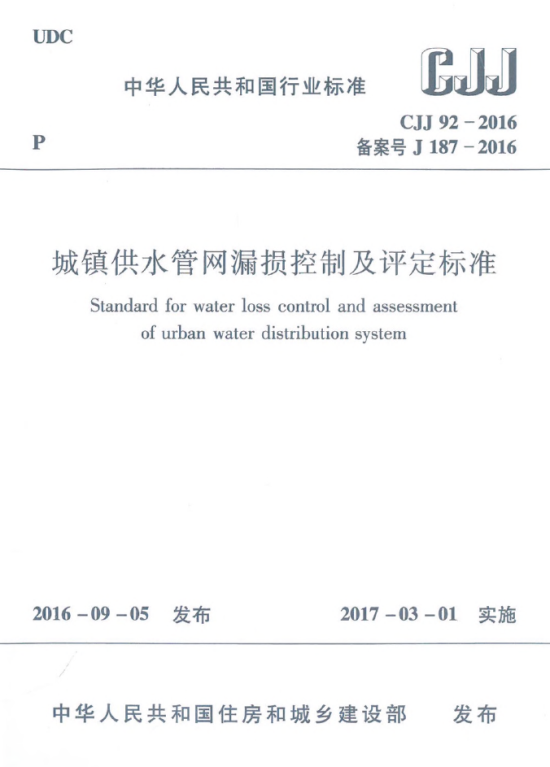 UDC
中华人民共和国行业标准
CJJ
CJJ 92－2016
备案号 J 187－2016
P
城镇供水管网漏损控制及评定标准
Standard for water loss control and assessment
of urban water distribution system
2016－09－05 发布
2017－03－01 实施
中华人民共和国住房和城乡建设部 发布